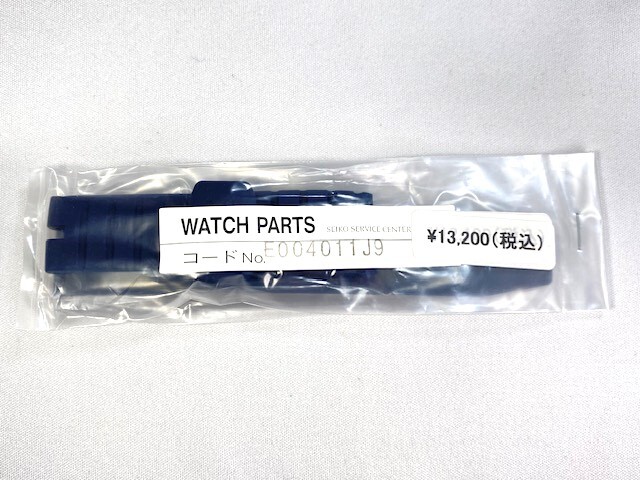 WATCH PARTS SEIKO SERVICE CENTER
コードNo. E004011J9
¥13,200(税込)